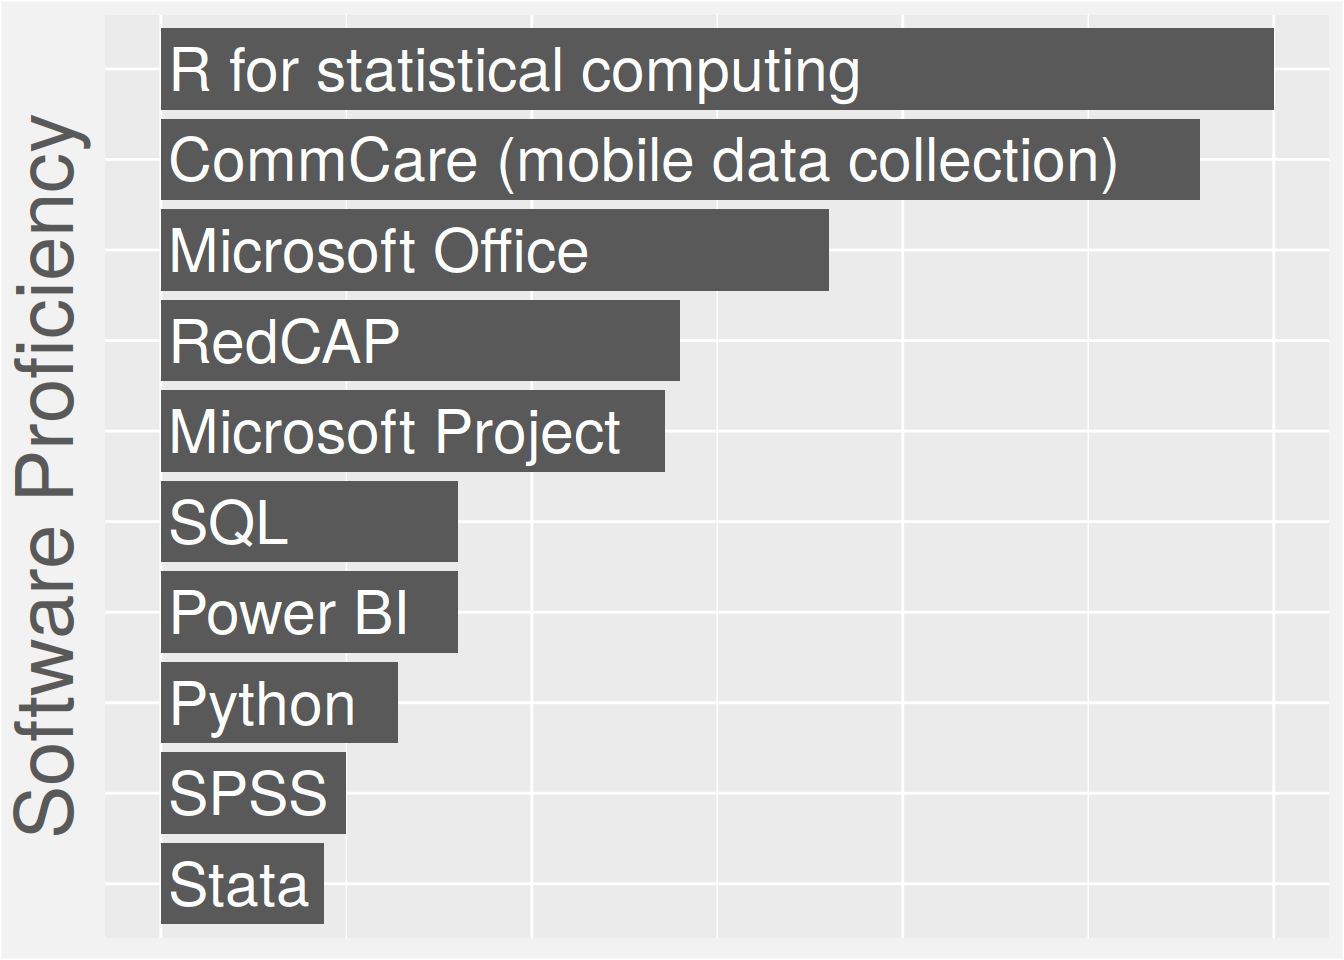 Software Proficiency
R for statistical computing
CommCare (mobile data collection)
Microsoft Office
RedCAP
Microsoft Project
SQL
Power BI
Python
SPSS
Stata